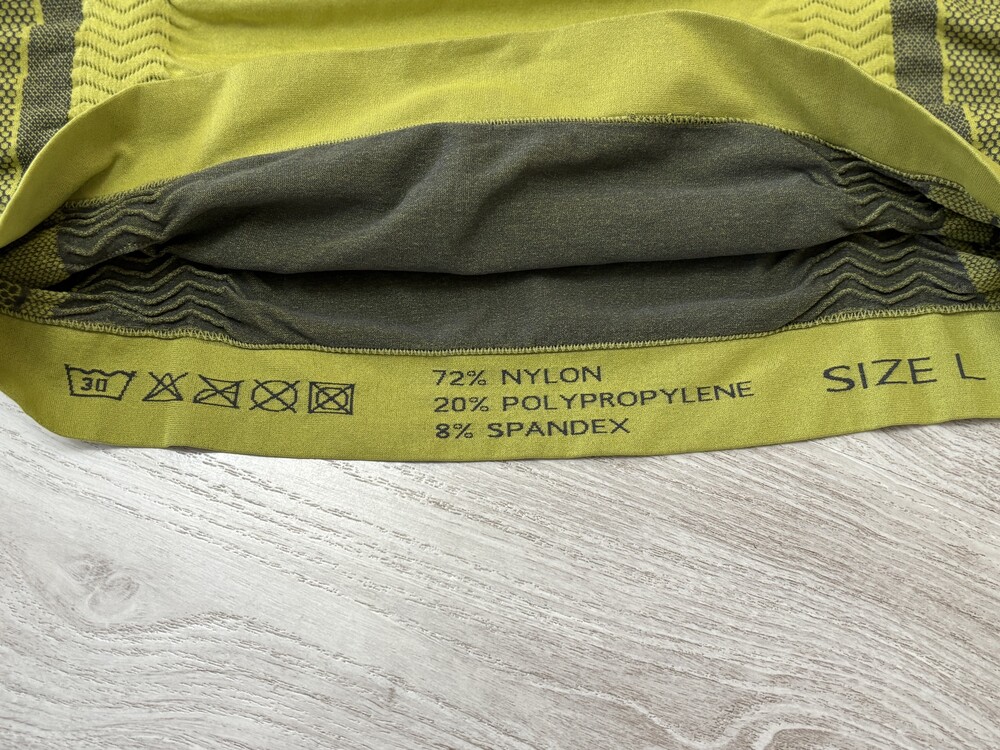 30
72% NYLON
20% POLYPROPYLENE
8% SPANDEX
SIZE L